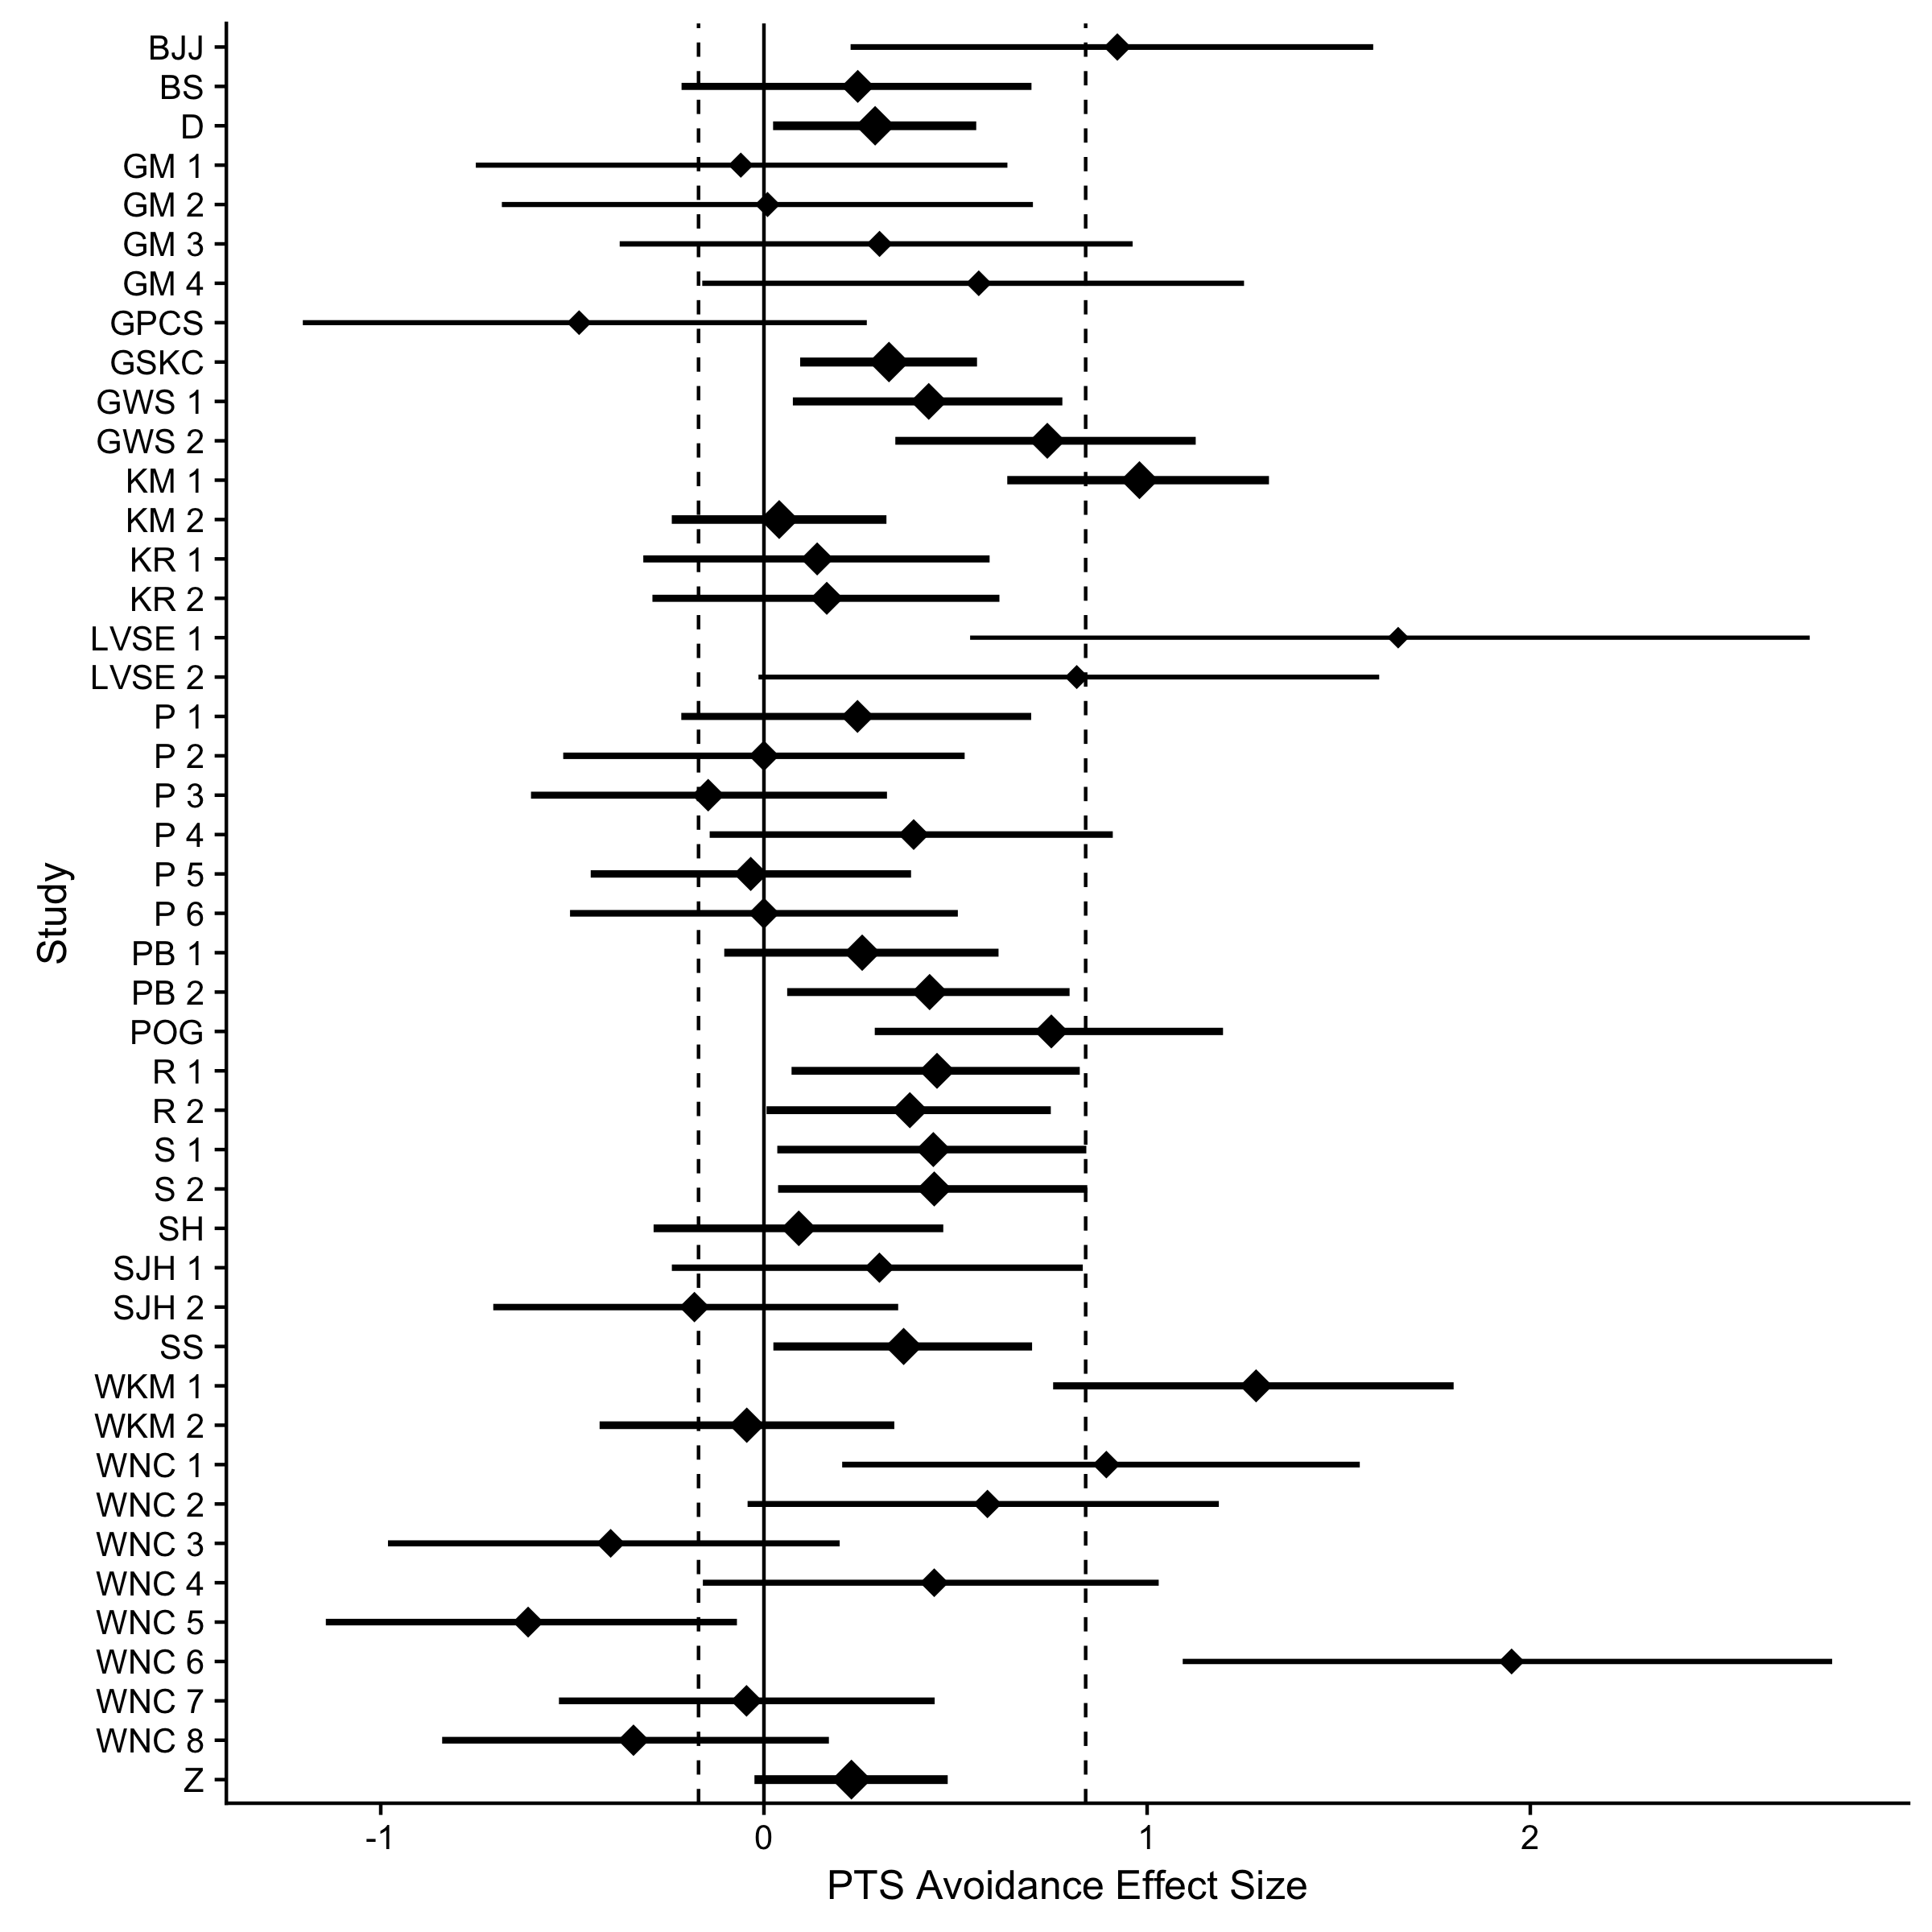 BJJ
BS
D
GM 1
GM 2
GM 3
GM 4
GPCS
GSKC
GWS 1
GWS 2
KM 1
KM 2
KR 1
KR 2
LVSE 1
LVSE 2
P 1
P 2
P 3
P 4
P 5
P 6
PB 1
PB 2
POG
R 1
R 2
S 1
S 2
SH
SJH 1
SJH 2
SS
WKM 1
WKM 2
WNC 1
WNC 2
WNC 3
WNC 4
WNC 5
WNC 6
WNC 7
WNC 8
Z
Study
-1 0 1 2
PTS Avoidance Effect Size